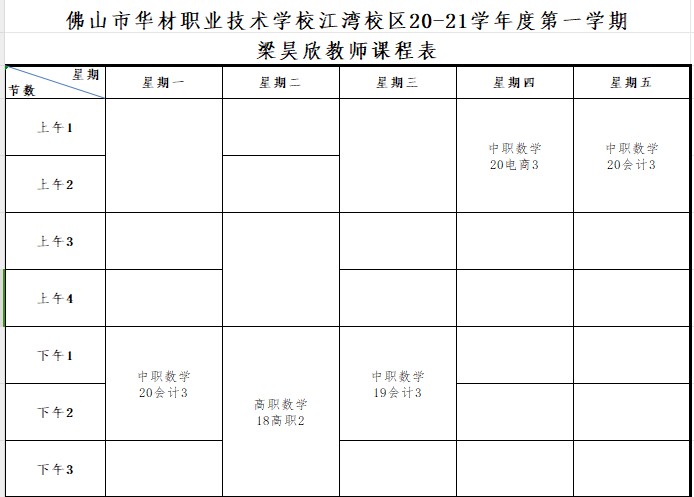 佛山市华材职业技术学校江湾校区20-21学年度第一学期
梁昊欣教师课程表
星期
节数
星期一
星期二
星期三
星期四
星期五
上午1
中职数学
20电商3
中职数学
20会计3
上午2
上午3
上午4
下午1
中职数学
20会计3
高职数学
18高职2
中职数学
19会计3
下午2
下午3